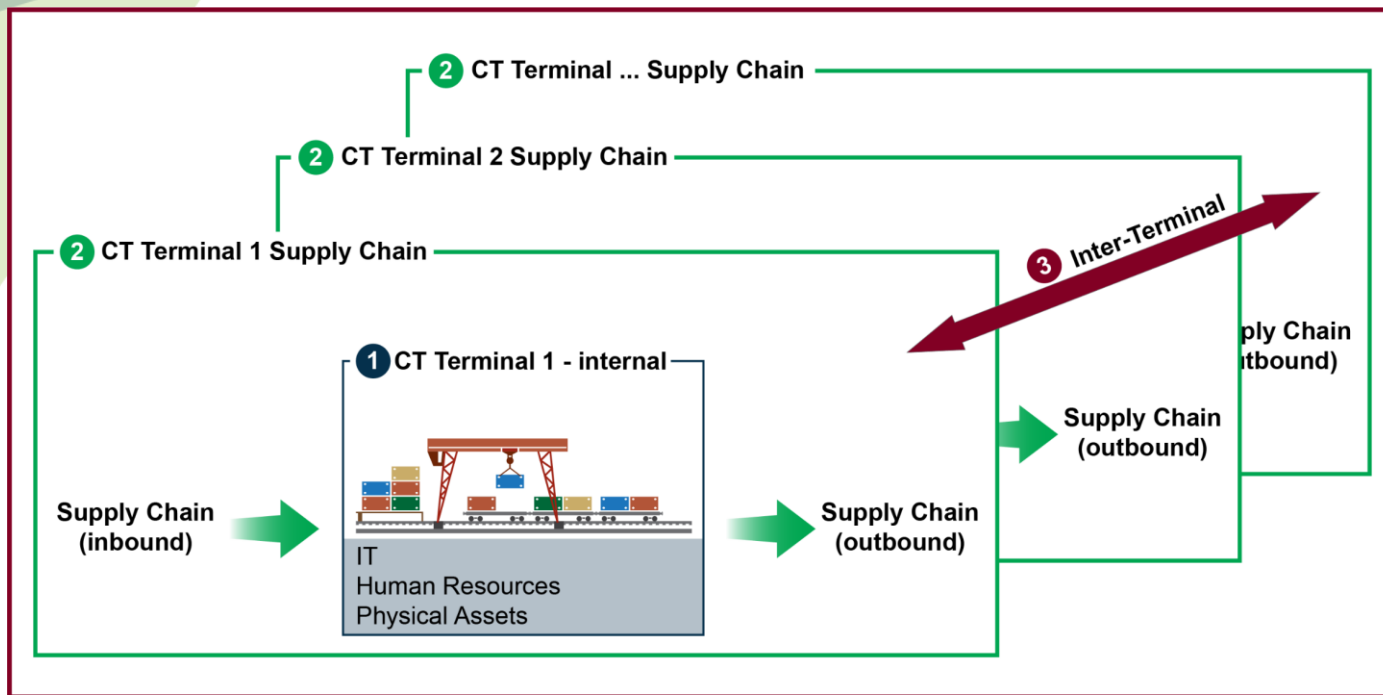 2 CT Terminal ... Supply Chain
2 CT Terminal 2 Supply Chain
2 CT Terminal 1 Supply Chain
3 Inter-Terminal
Chain
1 CT Terminal 1 - internal
Supply Chain
(outbound)
Supply Chain
(inbound)
Supply Chain
(outbound)
IT
Human Resources
Physical Assets